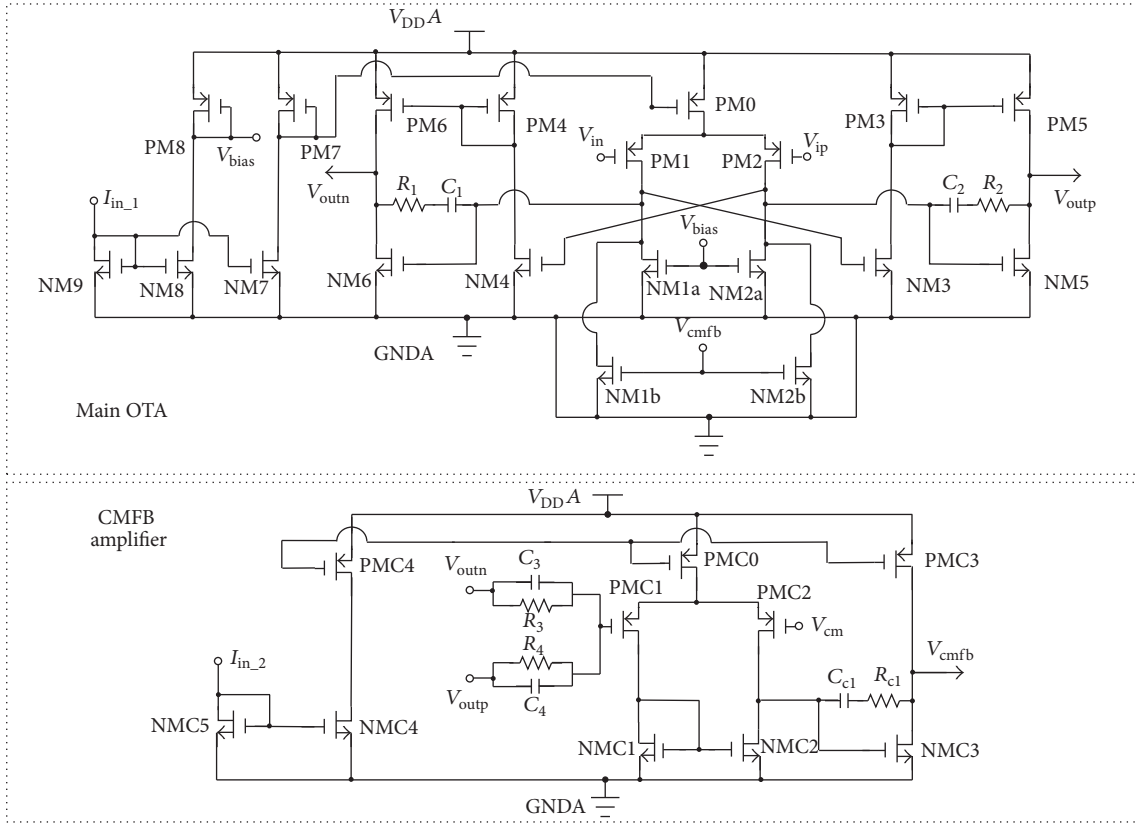 V_DD A
PM8
V_bias
PM7
PM6
PM4
PM0
V_in
PM1
PM2
V_ip
PM3
PM5
V_outn
R_1
C_1
C_2
R_2
V_outp
I_in_1
V_bias
NM9
NM8
NM7
NM6
NM4
NM1a
NM2a
NM3
NM5
GNDA
V_cmfb
NM1b
NM2b
Main OTA
CMFB
amplifier
V_DD A
PMC4
V_outn
C_3
R_3
PMC1
PMC0
PMC2
PMC3
R_4
C_4
V_outp
V_cm
V_cmfb
I_in_2
C_c1
R_c1
NMC5
NMC4
NMC1
NMC2
NMC3
GNDA